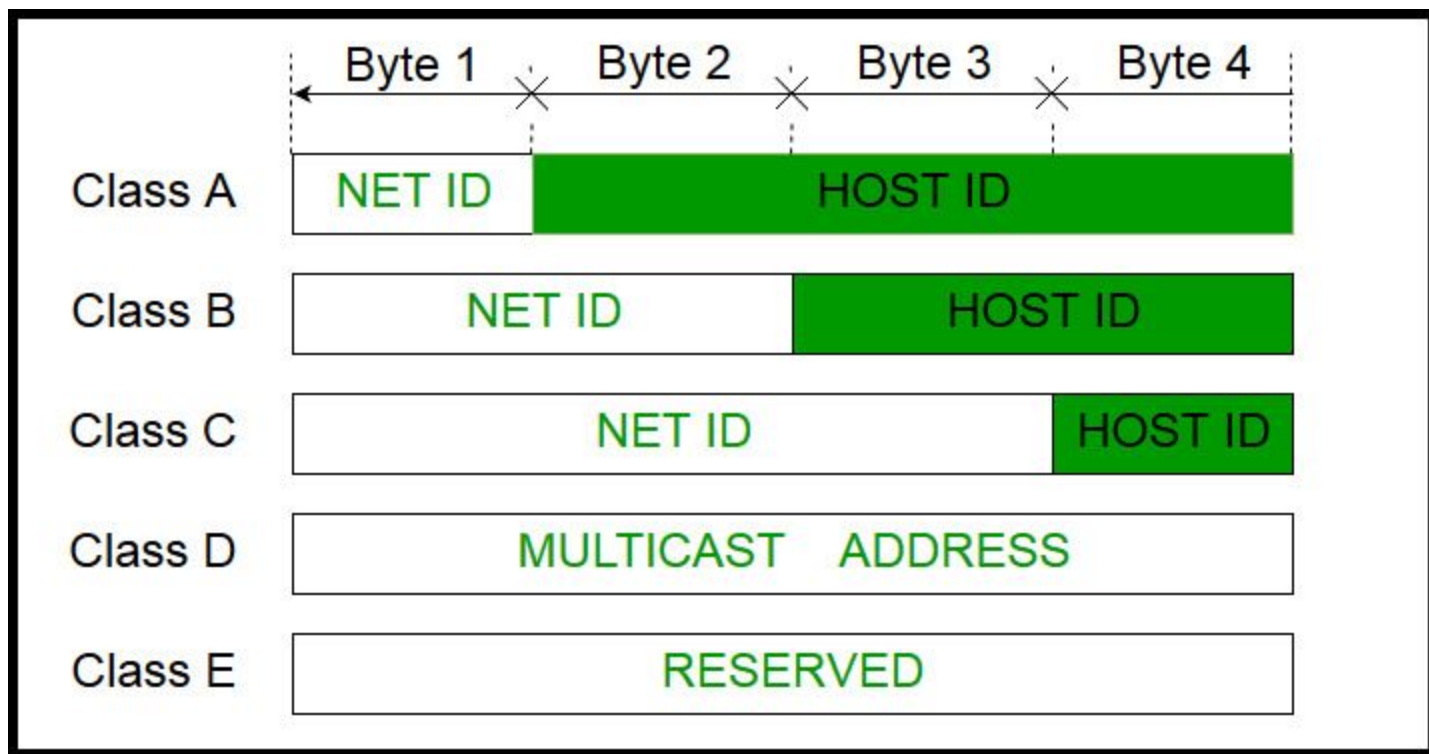 Byte 1 Byte 2 Byte 3 Byte 4
Class A NET ID HOST ID
Class B NET ID HOST ID
Class C NET ID HOST ID
Class D MULTICAST ADDRESS
Class E RESERVED